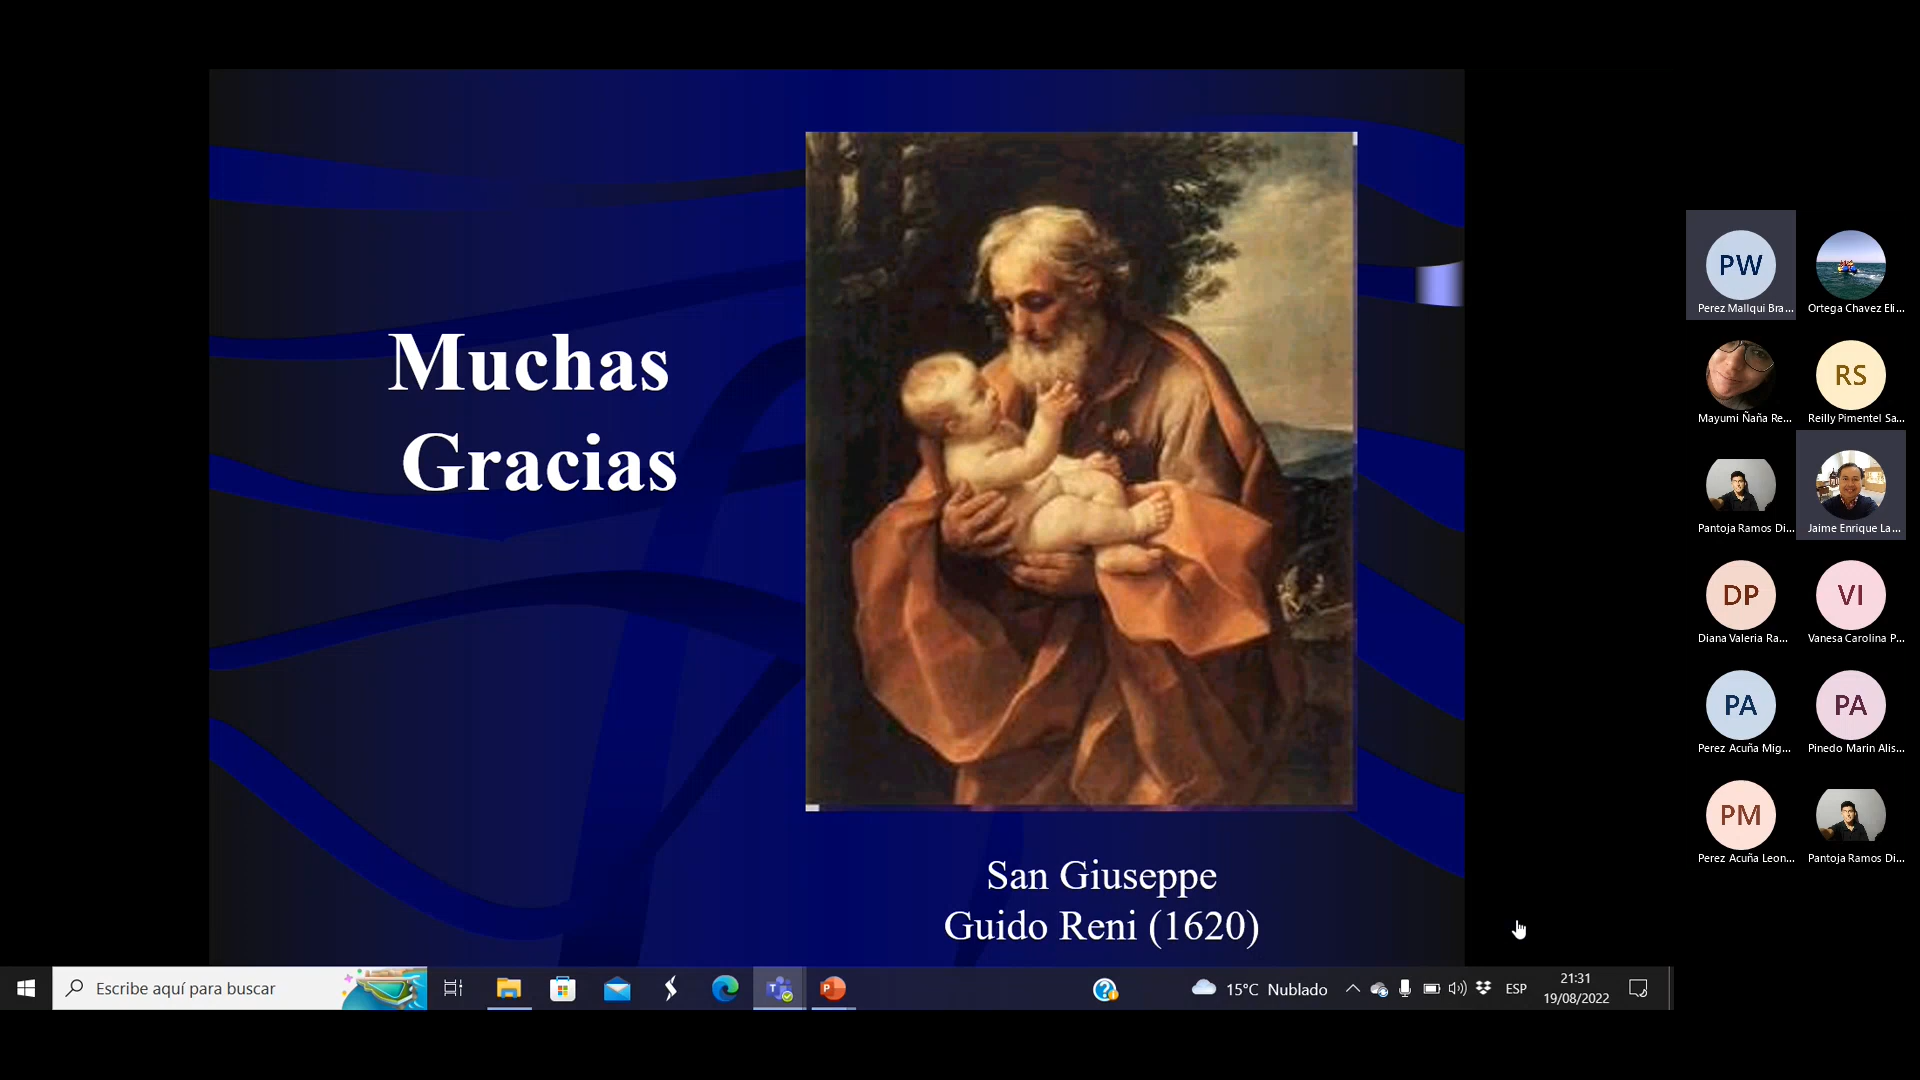 Muchas
Gracias
San Giuseppe
Guido Reni (1620)
PW
Perez Mallqui Bra...
Ortega Chavez Eli...
Mayumi Ñaña Re...
RS
Reilly Pimentel Sa...
Pantoja Ramos Di...
Jaime Enrique La...
DP
Diana Valeria Ra...
VI
Vanesa Carolina P...
PA
Perez Acuña Mig...
PA
Pinedo Marin Alis...
PM
Perez Acuña Leon...
Pantoja Ramos Di...
Escribe aquí para buscar
15°C Nublado
ESP
21:31
19/08/2022